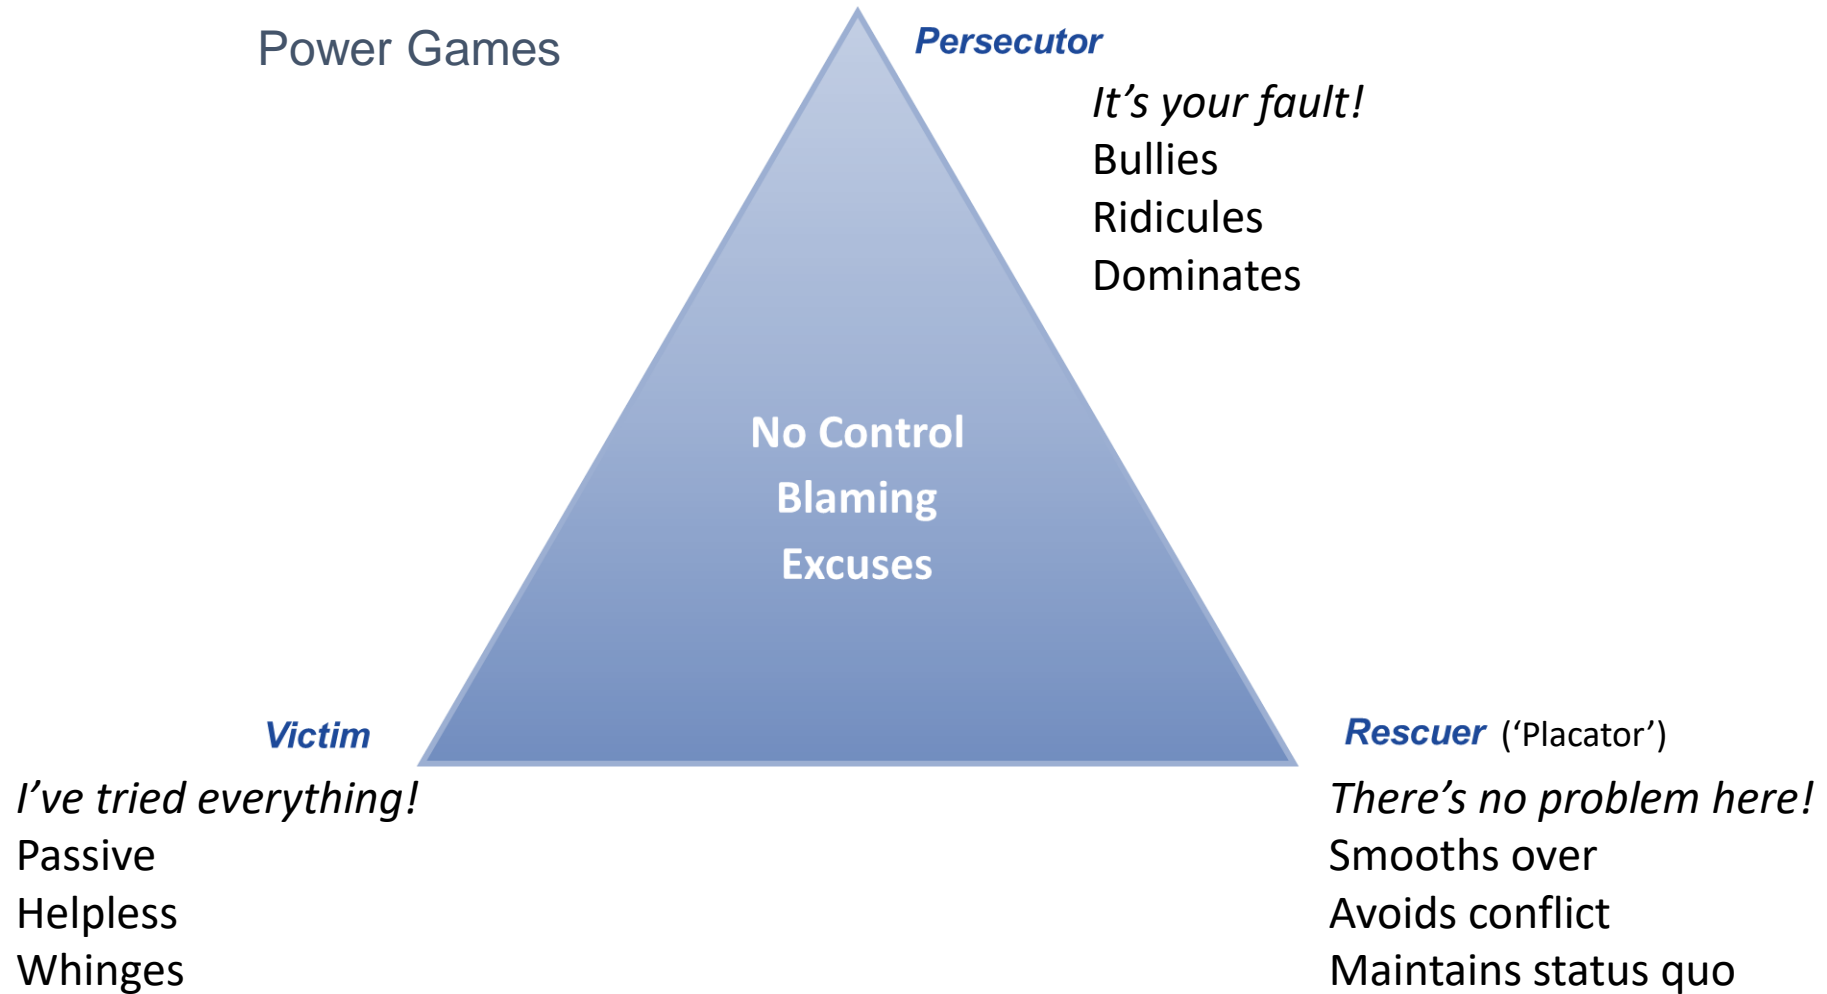 Power Games
Persecutor
It’s your fault!
Bullies
Ridicules
Dominates
No Control
Blaming
Excuses
Victim
I’ve tried everything!
Passive
Helpless
Whinges
Rescuer (‘Placator’)
There’s no problem here!
Smooths over
Avoids conflict
Maintains status quo